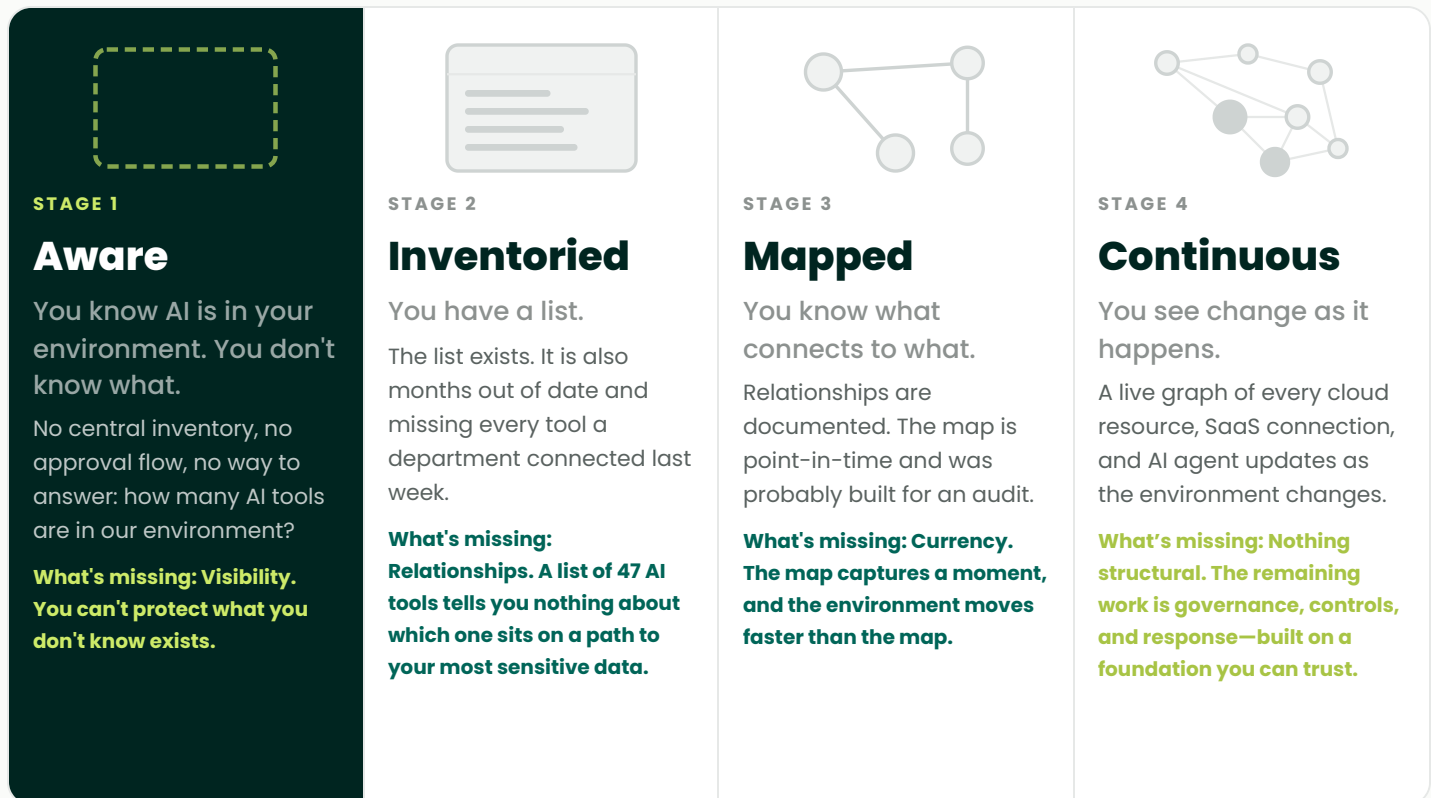 STAGE 1
Aware
You know AI is in your
environment. You don't
know what.
No central inventory, no
approval flow, no way to
answer: how many AI tools
are in our environment?
What's missing: Visibility.
You can't protect what you
don't know exists.
STAGE 2
Inventoried
You have a list.
The list exists. It is also
months out of date and
missing every tool a
department connected last
week.
What's missing:
Relationships. A list of 47 AI
tools tells you nothing about
which one sits on a path to
your most sensitive data.
STAGE 3
Mapped
You know what
connects to what.
Relationships are
documented. The map is
point-in-time and was
probably built for an audit.
What's missing: Currency.
The map captures a moment,
and the environment moves
faster than the map.
STAGE 4
Continuous
You see change as it
happens.
A live graph of every cloud
resource, SaaS connection,
and AI agent updates as
the environment changes.
What’s missing: Nothing
structural. The remaining
work is governance, controls,
and response—built on a
foundation you can trust.